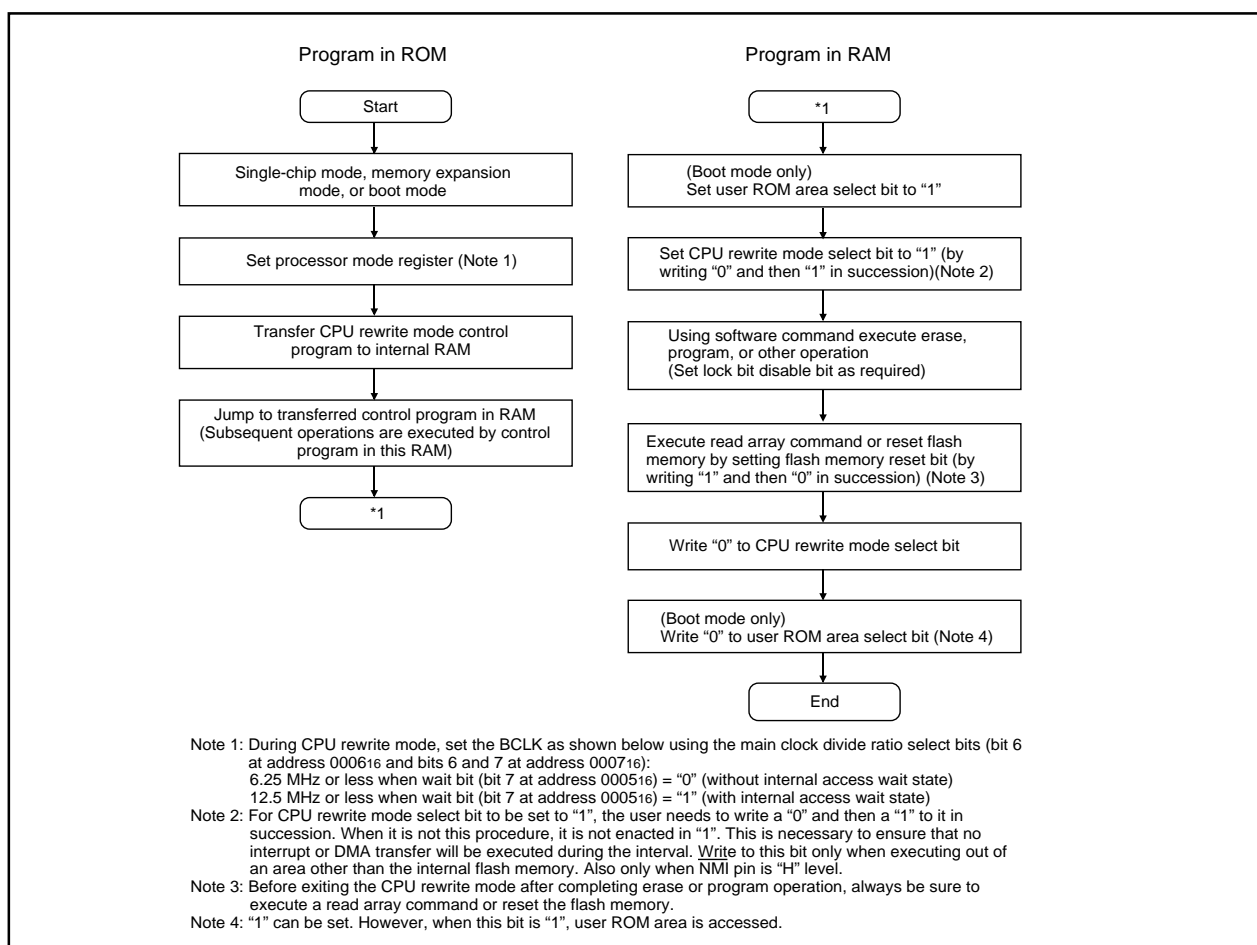 Program in ROM
Start
Single-chip mode, memory expansion
mode, or boot mode
Set processor mode register (Note 1)
Transfer CPU rewrite mode control
program to internal RAM
Jump to transferred control program in RAM
(Subsequent operations are executed by control
program in this RAM)
*1
Program in RAM
*1
(Boot mode only)
Set user ROM area select bit to “1”
Set CPU rewrite mode select bit to “1” (by
writing “0” and then “1” in succession)(Note 2)
Using software command execute erase,
program, or other operation
(Set lock bit disable bit as required)
Execute read array command or reset flash
memory by setting flash memory reset bit (by
writing “1” and then “0” in succession) (Note 3)
Write “0” to CPU rewrite mode select bit
(Boot mode only)
Write “0” to user ROM area select bit (Note 4)
End
Note 1: During CPU rewrite mode, set the BCLK as shown below using the main clock divide ratio select bits (bit 6
at address 000616 and bits 6 and 7 at address 000716):
6.25 MHz or less when wait bit (bit 7 at address 000516) = “0” (without internal access wait state)
12.5 MHz or less when wait bit (bit 7 at address 000516) = “1” (with internal access wait state)
Note 2: For CPU rewrite mode select bit to be set to “1”, the user needs to write a “0” and then a “1” to it in
succession. When it is not this procedure, it is not enacted in “1”. This is necessary to ensure that no
interrupt or DMA transfer will be executed during the interval. Write to this bit only when executing out of
an area other than the internal flash memory. Also only when NMI pin is “H” level.
Note 3: Before exiting the CPU rewrite mode after completing erase or program operation, always be sure to
execute a read array command or reset the flash memory.
Note 4: “1” can be set. However, when this bit is “1”, user ROM area is accessed.